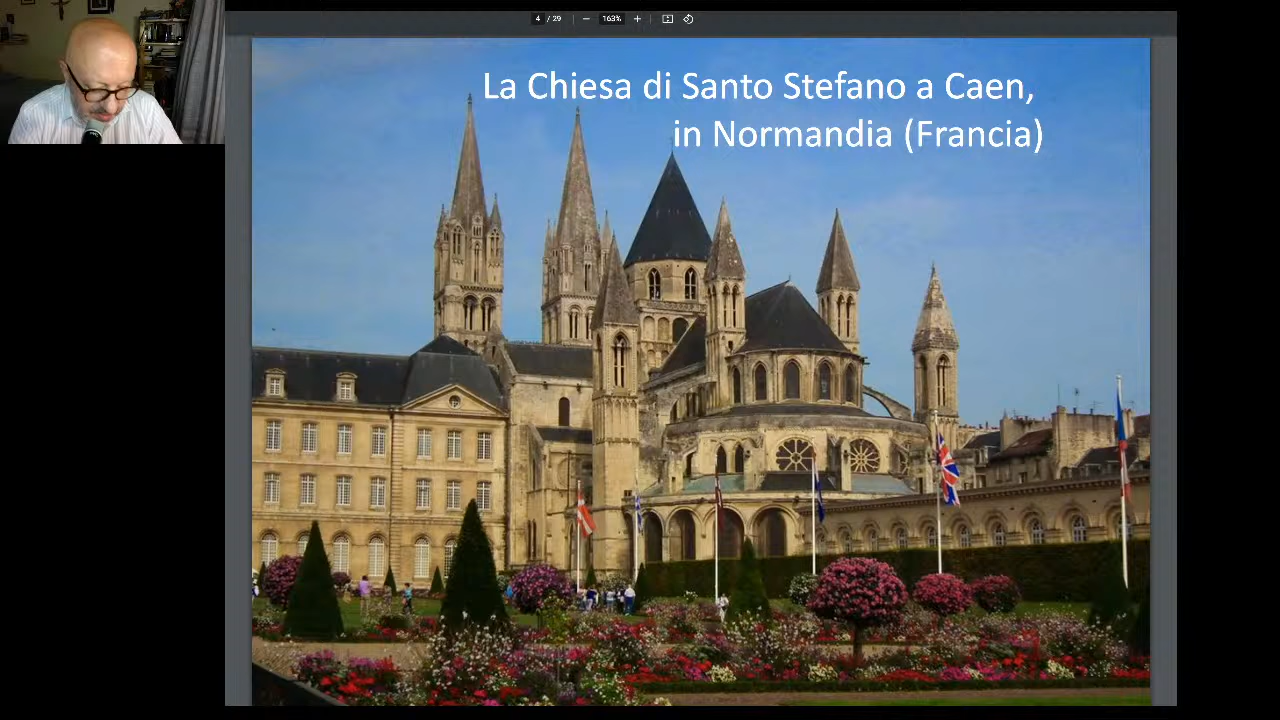 4 / 29 163%
La Chiesa di Santo Stefano a Caen,
in Normandia (Francia)